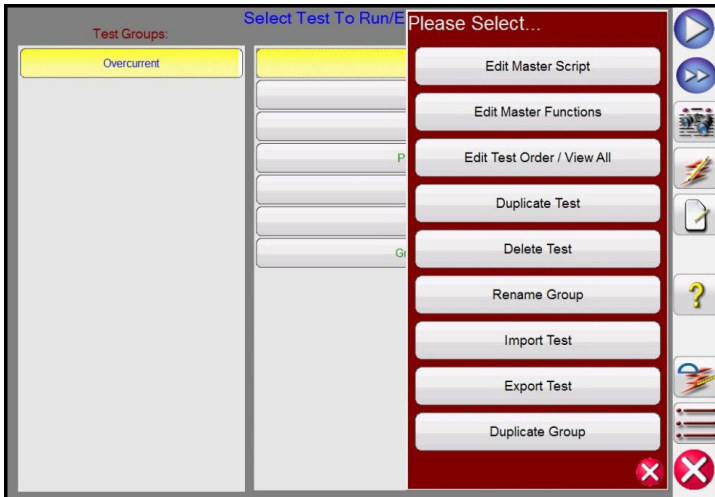 Select Test To Run/E
Test Groups:
Overcurrent
P
Gr
Please Select...
Edit Master Script
Edit Master Functions
Edit Test Order / View All
Duplicate Test
Delete Test
Rename Group
Import Test
Export Test
Duplicate Group